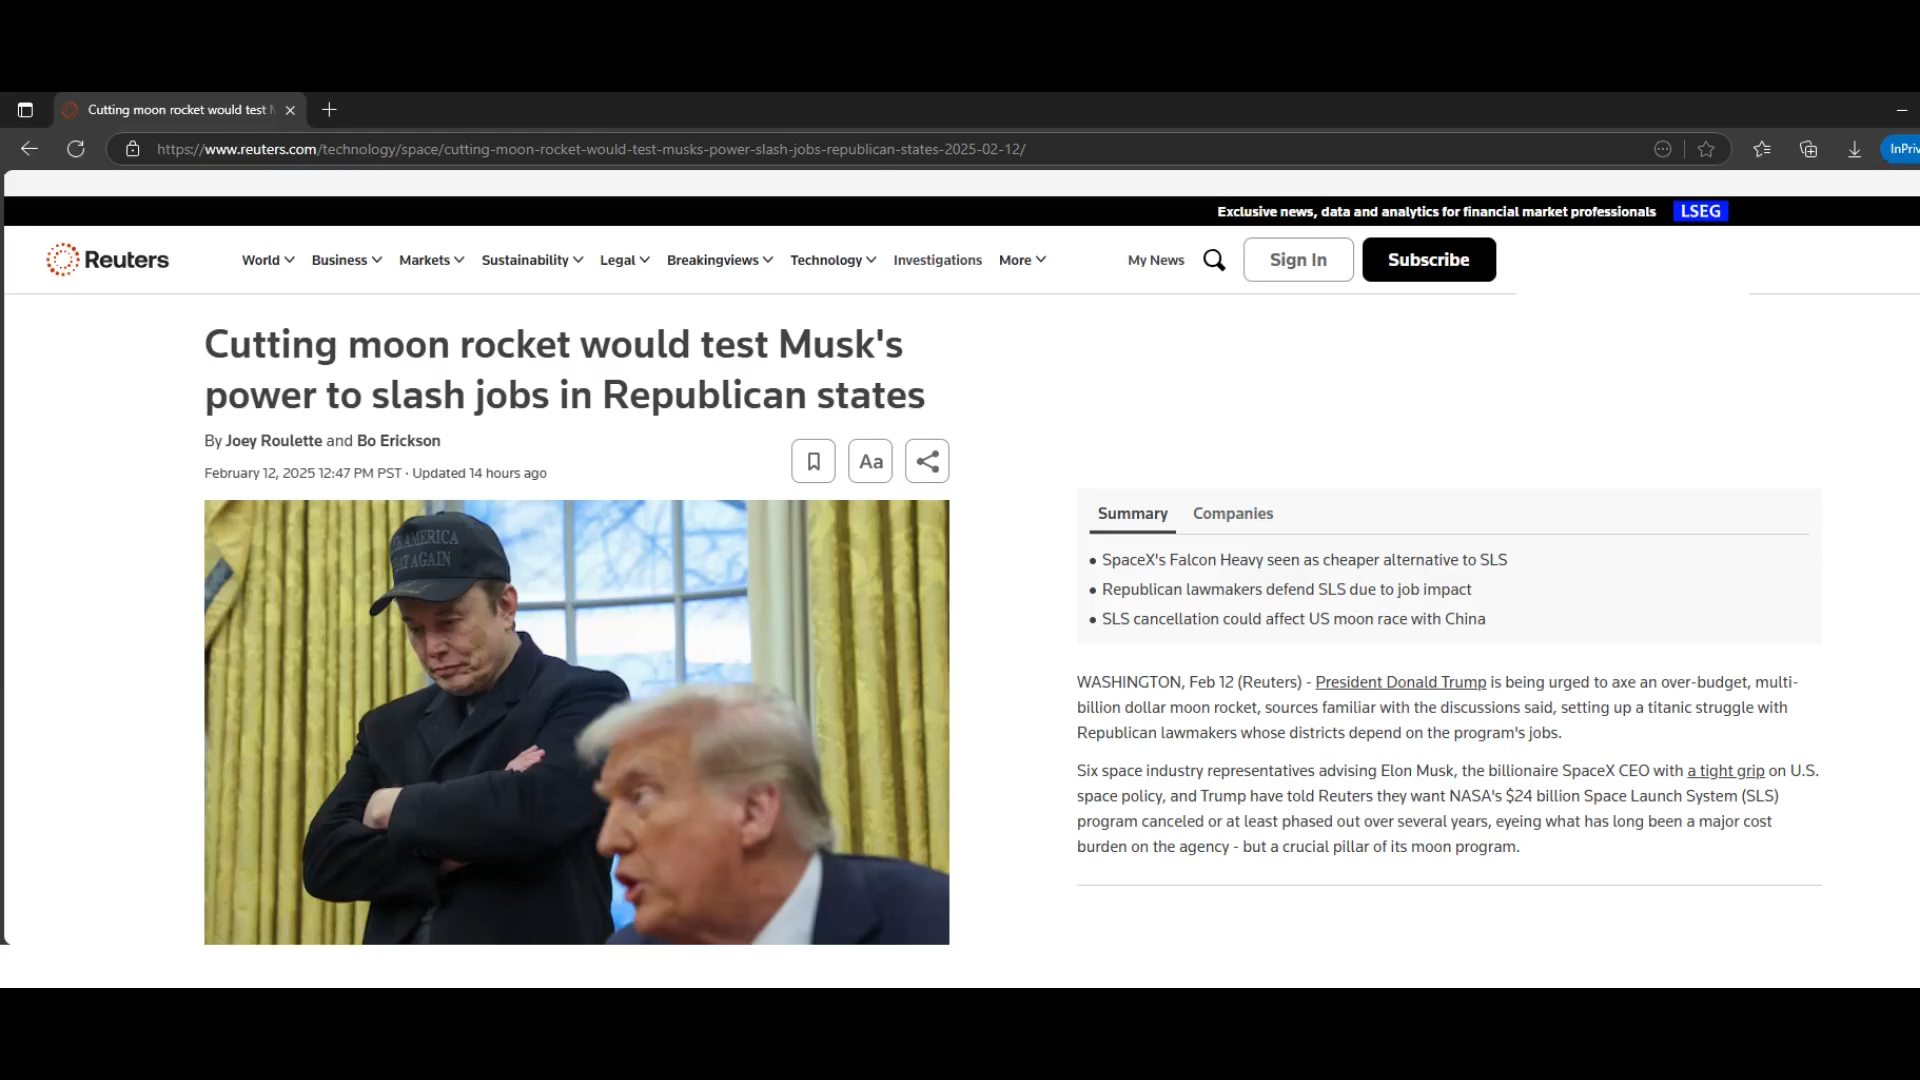 Cutting moon rocket would test
https://www.reuters.com/technology/space/cutting-moon-rocket-would-test-musks-power-slash-jobs-republican-states-2025-02-12/
Exclusive news, data and analytics for financial market professionals LSEG
Reuters World Business Markets Sustainability Legal Breakingviews Technology Investigations More My News Sign In Subscribe
Cutting moon rocket would test Musk's
power to slash jobs in Republican states
By Joey Roulette and Bo Erickson
February 12, 2025 12:47 PM PST · Updated 14 hours ago
Aa
AMERICA
AGAIN
Summary Companies
• SpaceX's Falcon Heavy seen as cheaper alternative to SLS
• Republican lawmakers defend SLS due to job impact
• SLS cancellation could affect US moon race with China
WASHINGTON, Feb 12 (Reuters) - President Donald Trump is being urged to axe an over-budget, multi-
billion dollar moon rocket, sources familiar with the discussions said, setting up a titanic struggle with
Republican lawmakers whose districts depend on the program's jobs.
Six space industry representatives advising Elon Musk, the billionaire SpaceX CEO with a tight grip on U.S.
space policy, and Trump have told Reuters they want NASA's $24 billion Space Launch System (SLS)
program canceled or at least phased out over several years, eyeing what has long been a major cost
burden on the agency - but a crucial pillar of its moon program.